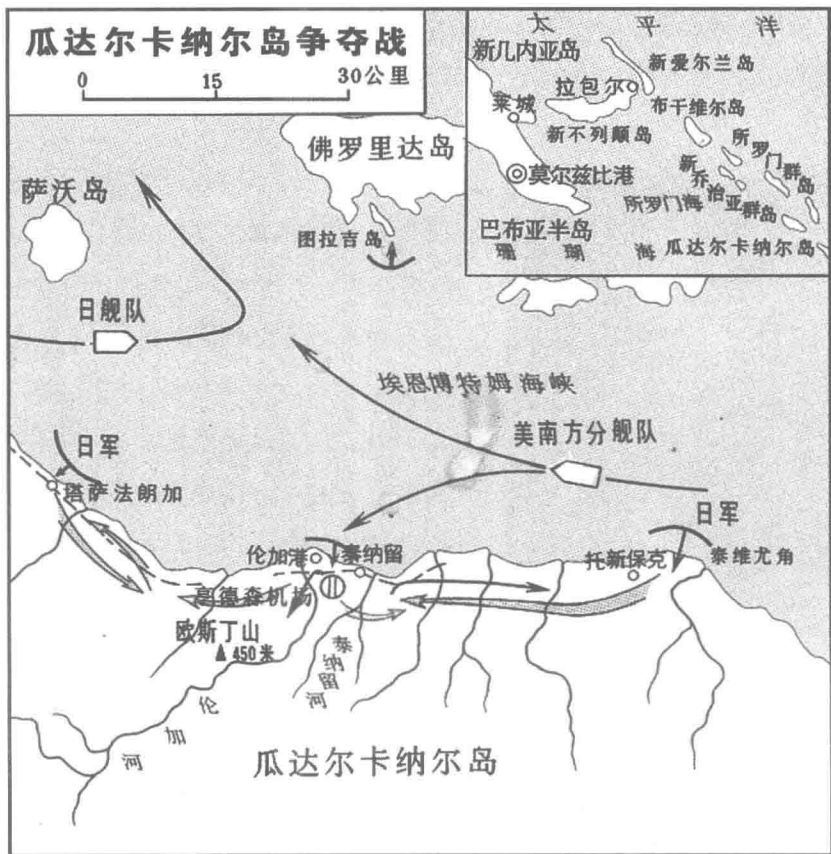 瓜达尔卡纳尔岛争夺战
0 15 30公里
太平洋
新几内亚岛
新爱尔兰岛
拉包尔
莱城
布干维尔岛
新不列颠岛
所罗门群岛
莫尔兹比港
新乔治亚群岛
所罗门海
巴布亚半岛
珊瑚海
瓜达尔卡纳尔岛
佛罗里达岛
萨沃岛
图拉吉岛
日舰队
埃恩博特姆海峡
美南方分舰队
日军
塔萨法朗加
日军
伦加港
泰纳留
托新保克
泰维尤角
亨德森机场
欧斯丁山
450米
泰纳留河
伦加河
瓜达尔卡纳尔岛